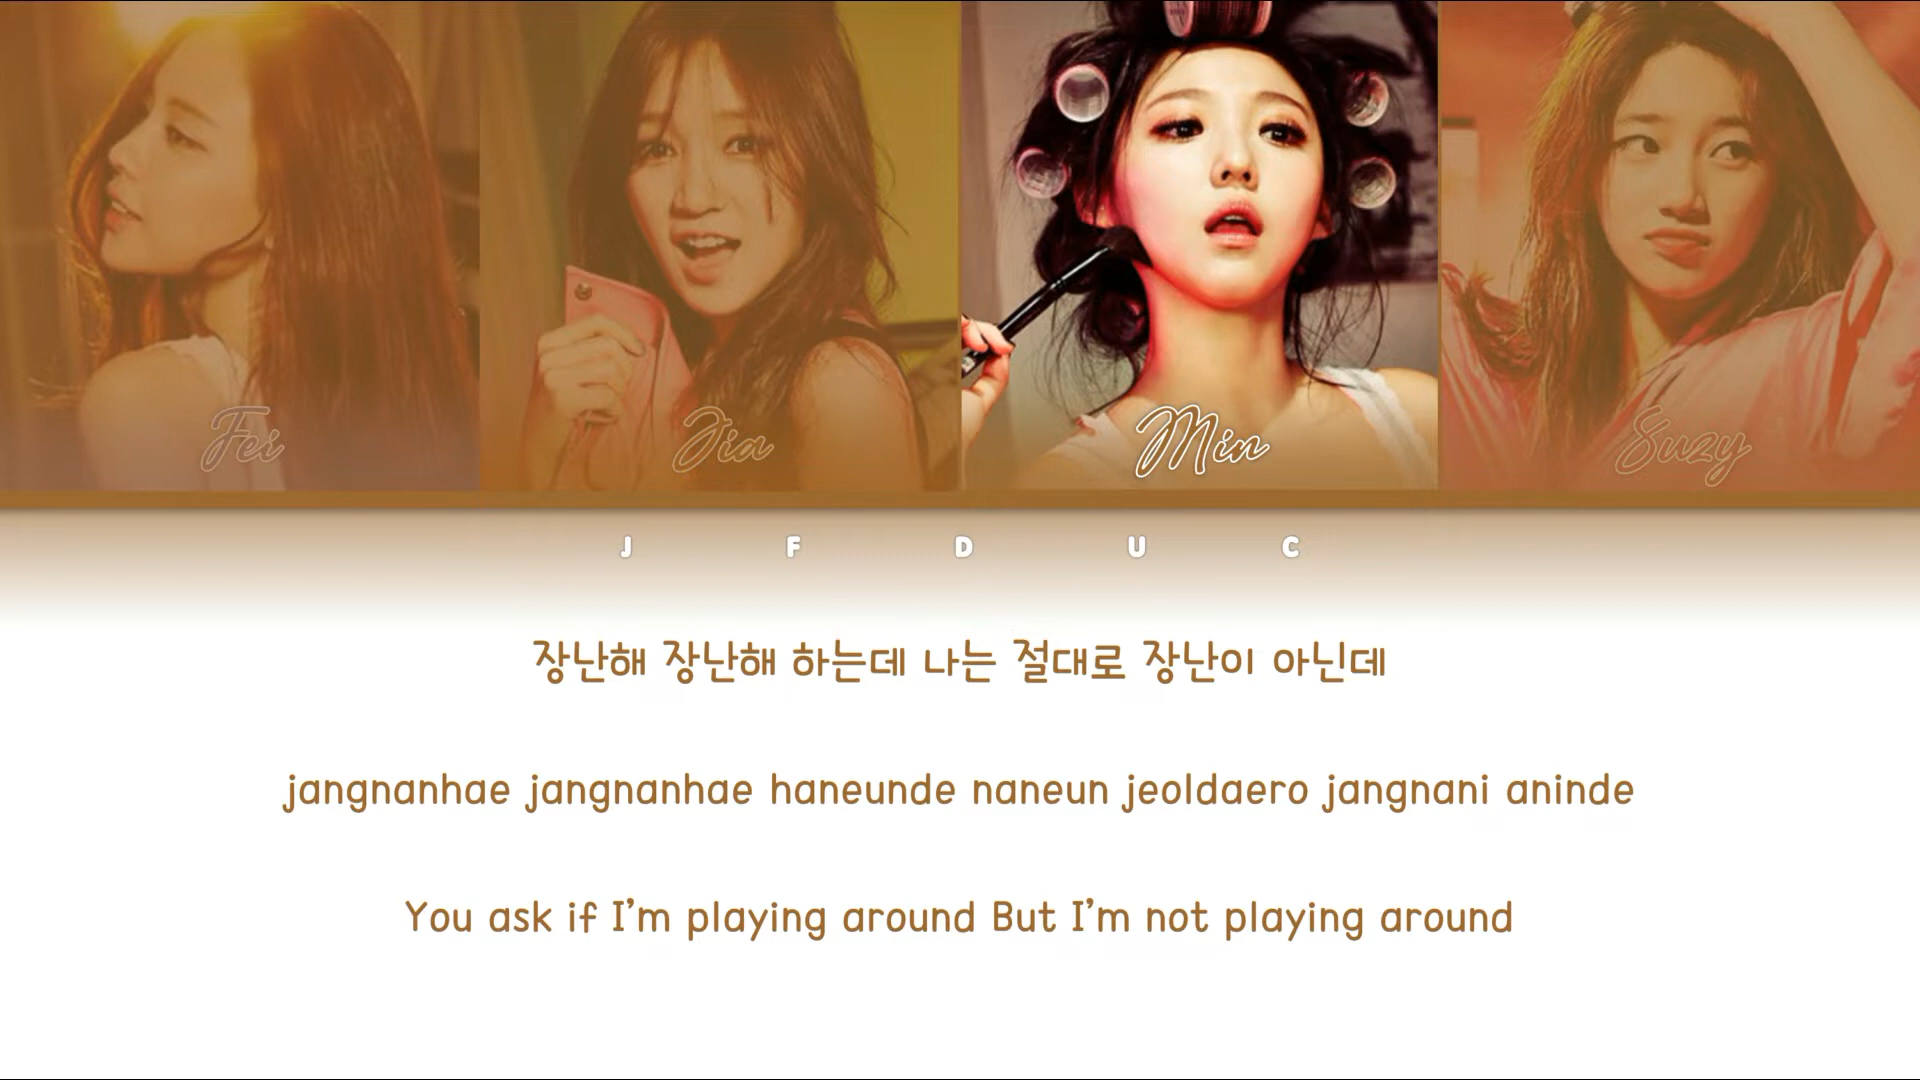 Fei Jia Min Suzy
J F D U C
장난해 장난해 하는데 나는 절대로 장난이 아닌데
jangnanhae jangnanhae haneunde naneun jeoldaero jangnani aninde
You ask if I'm playing around But I'm not playing around